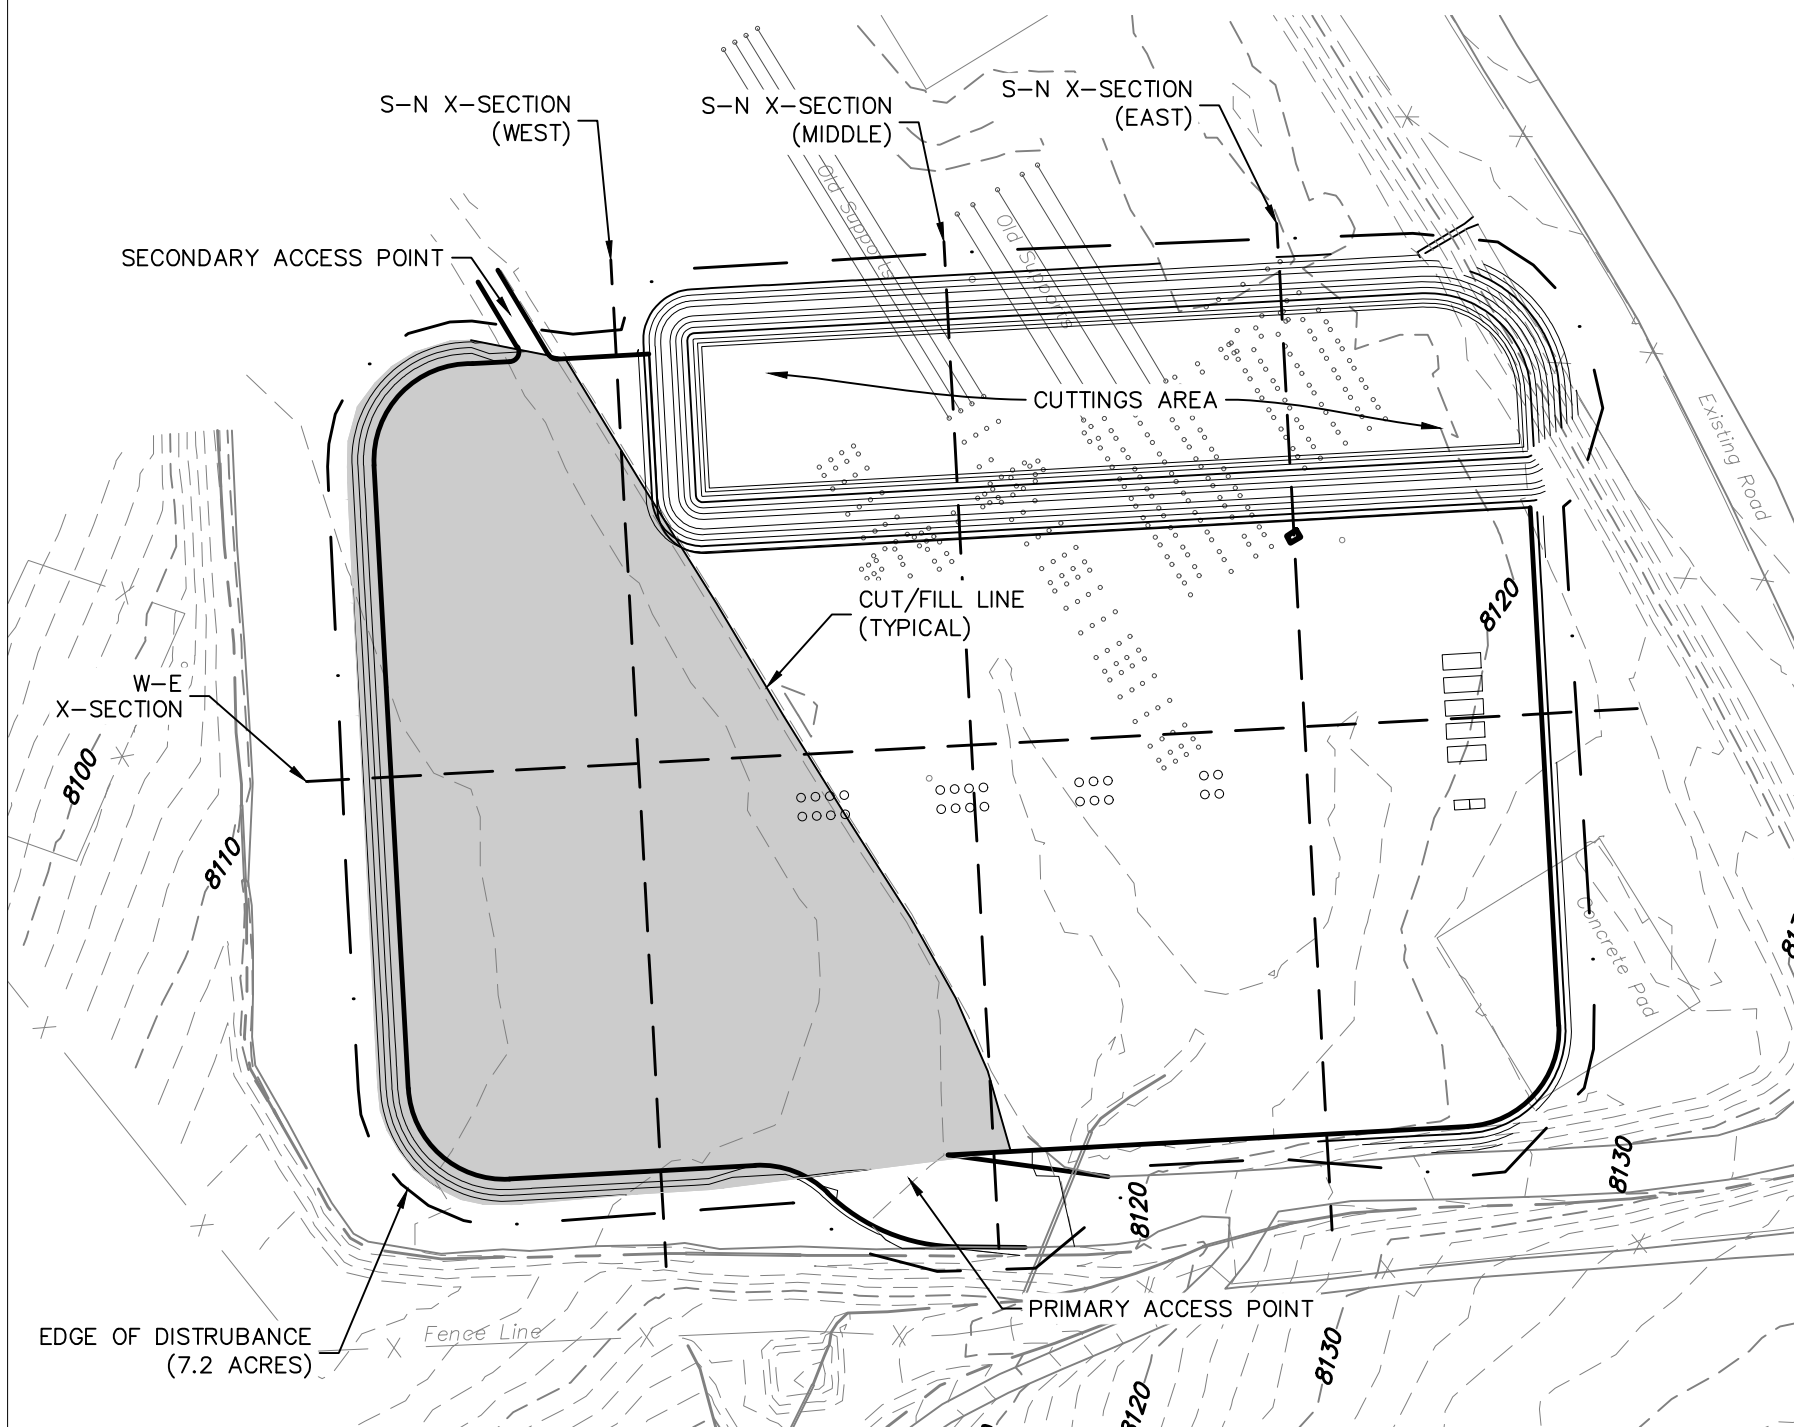 S-N X-SECTION
(EAST)
S-N X-SECTION
(WEST)
S-N X-SECTION
(MIDDLE)
Old Supports
Old Supports
SECONDARY ACCESS POINT
CUTTINGS AREA
Existing Road
CUT/FILL LINE
(TYPICAL)
8120
W-E
X-SECTION
8100
8110
Concrete Pad
8130
8120
PRIMARY ACCESS POINT
EDGE OF DISTRUBANCE
(7.2 ACRES)
Fence Line
8130
8120